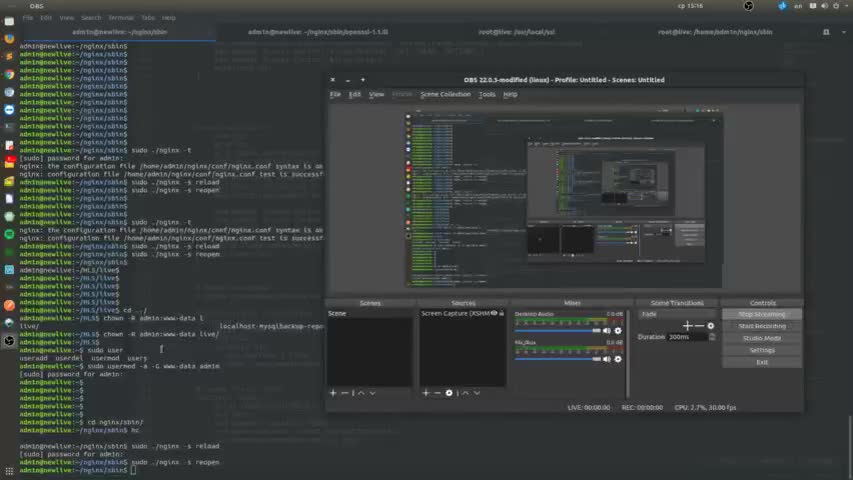 ср 15:16
en
File Edit View Search Terminal Tabs Help
admin@newlive: ~/nginx/sbin
admin@newlive: ~/nginx/sbin/openssl-1.1.0i
root@live: /usr/local/ssl
root@live: /home/admin/nginx/sbin
admin@newlive:~/nginx/sbin$
admin@newlive:~/nginx/sbin$
admin@newlive:~/nginx/sbin$
admin@newlive:~/nginx/sbin$
admin@newlive:~/nginx/sbin$
admin@newlive:~/nginx/sbin$
admin@newlive:~/nginx/sbin$
admin@newlive:~/nginx/sbin$
admin@newlive:~/nginx/sbin$
admin@newlive:~/nginx/sbin$
admin@newlive:~/nginx/sbin$
admin@newlive:~/nginx/sbin$
admin@newlive:~/nginx/sbin$
admin@newlive:~/nginx/sbin$ sudo ./nginx -t
[sudo] password for admin:
nginx: the configuration file /home/admin/nginx/conf/nginx.conf syntax is ok
nginx: configuration file /home/admin/nginx/conf/nginx.conf test is successf
admin@newlive:~/nginx/sbin$ sudo ./nginx -s reload
admin@newlive:~/nginx/sbin$ sudo ./nginx -s reopen
admin@newlive:~/nginx/sbin$
admin@newlive:~/nginx/sbin$
admin@newlive:~/nginx/sbin$
admin@newlive:~/nginx/sbin$ sudo ./nginx -t
nginx: the configuration file /home/admin/nginx/conf/nginx.conf syntax is ok
nginx: configuration file /home/admin/nginx/conf/nginx.conf test is successf
admin@newlive:~/nginx/sbin$ sudo ./nginx -s reload
admin@newlive:~/nginx/sbin$ sudo ./nginx -s reopen
admin@newlive:~/HLS/live$
admin@newlive:~/HLS/live$
admin@newlive:~/HLS/live$
admin@newlive:~/HLS/live$
admin@newlive:~/HLS/live$
admin@newlive:~/HLS/live$ cd ../
admin@newlive:~/HLS$ chown -R admin:www-data l
live/ localhost-mysqlbackup-repo
admin@newlive:~/HLS$ chown -R admin:www-data live/
admin@newlive:~/HLS$
admin@newlive:~$ sudo user
useradd userdel usermod users
admin@newlive:~$ sudo usermod -a -G www-data admin
[sudo] password for admin:
admin@newlive:~$
admin@newlive:~$
admin@newlive:~$
admin@newlive:~$
admin@newlive:~$ cd nginx/sbin/
admin@newlive:~/nginx/sbin$ mc
admin@newlive:~/nginx/sbin$ sudo ./nginx -s reload
[sudo] password for admin:
admin@newlive:~/nginx/sbin$ sudo ./nginx -s reopen
admin@newlive:~/nginx/sbin$
OBS 22.0.3-modified (linux) - Profile: Untitled - Scenes: Untitled
File Edit View Profile Scene Collection Tools Help
Scenes
Scene
Sources
Screen Capture (XSHM
Mixer
Desktop Audio 0.0 dB
Mic/Aux 0.0 dB
Scene Transitions
Fade
Duration 300ms
Controls
Stop Streaming
Start Recording
Studio Mode
Settings
Exit
LIVE: 00:00:00 REC: 00:00:00 CPU: 2.7%, 30.00 fps